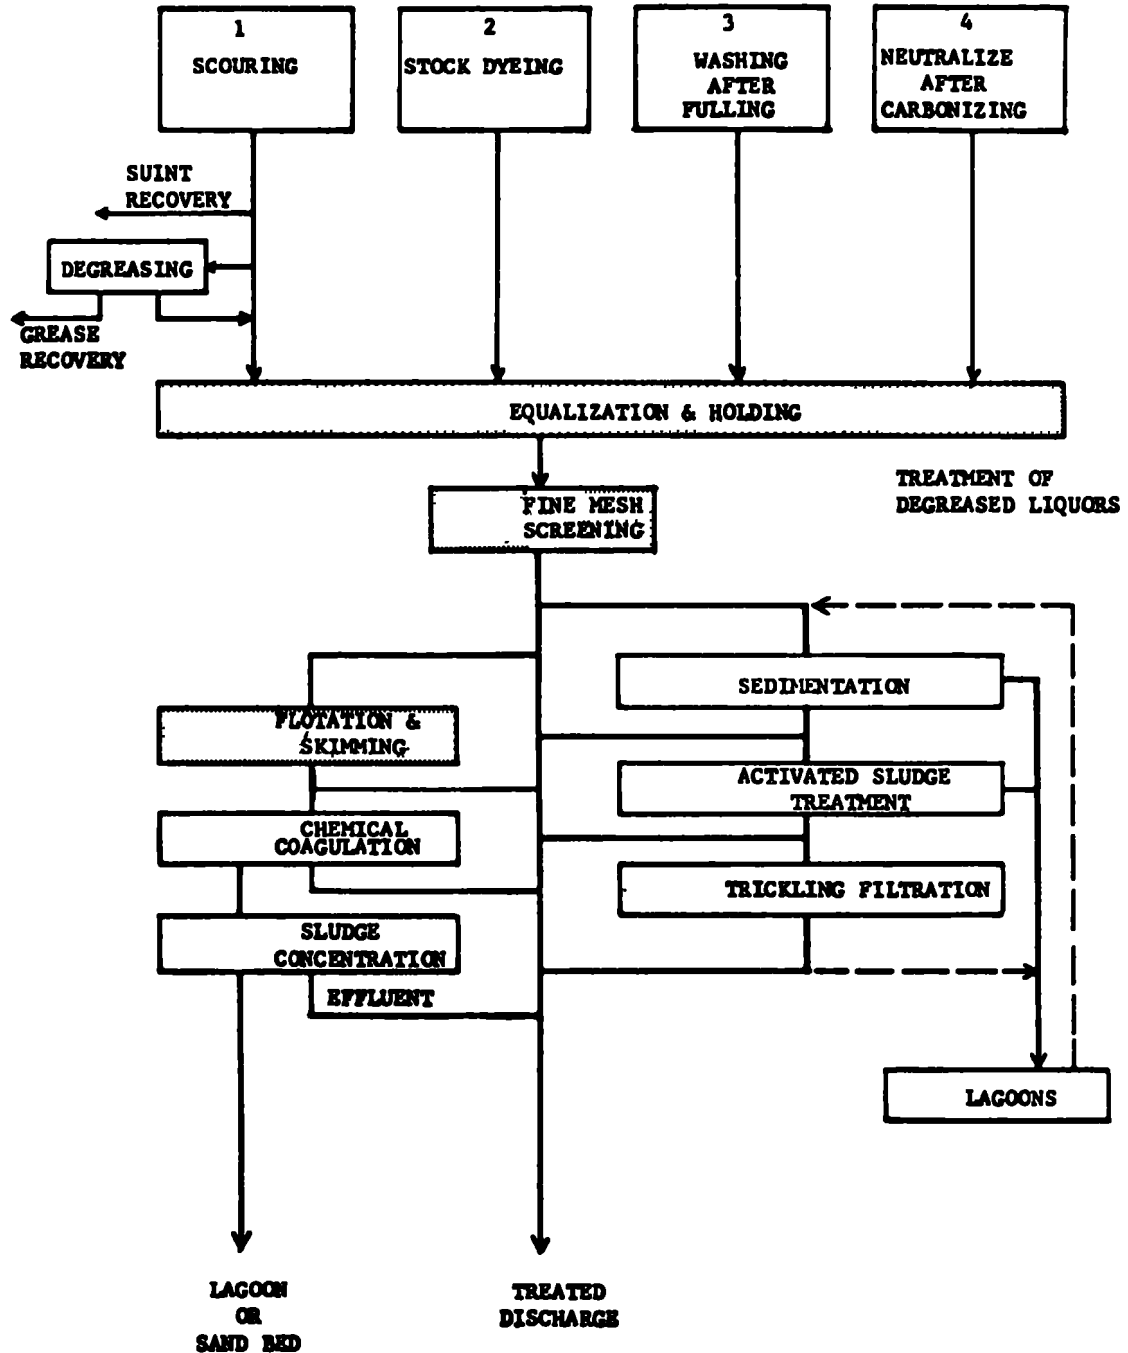 1
SCOURING
2
STOCK DYEING
3
WASHING
AFTER
FULLING
4
NEUTRALIZE
AFTER
CARBONIZING
SUINT
RECOVERY
DEGREASING
GREASE
RECOVERY
EQUALIZATION & HOLDING
FINE MESH
SCREENING
TREATMENT OF
DEGREASED LIQUORS
SEDIMENTATION
FLOTATION &
SKIMMING
ACTIVATED SLUDGE
TREATMENT
CHEMICAL
COAGULATION
TRICKLING FILTRATION
SLUDGE
CONCENTRATION
EFFLUENT
LAGOONS
LAGOON
OR
SAND BED
TREATED
DISCHARGE